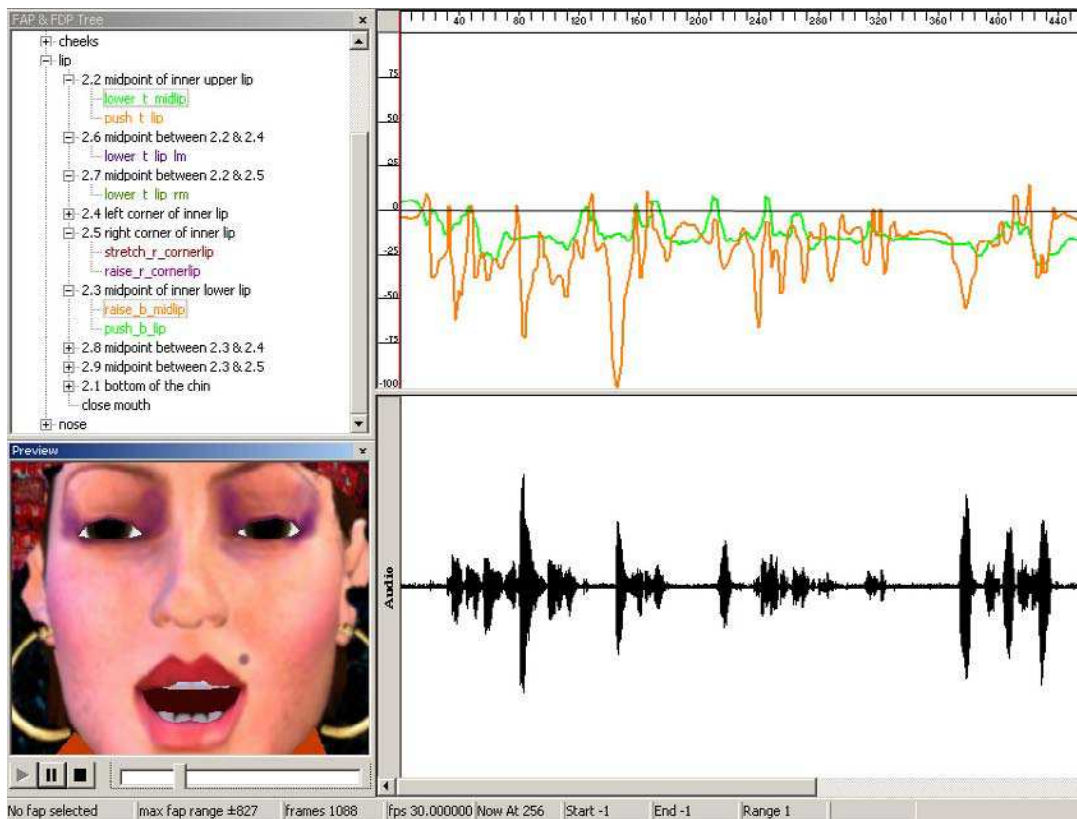 FAP & FDP Tree
cheeks
lip
2.2 midpoint of inner upper lip
lower_t_midlip
push_t_lip
2.6 midpoint between 2.2 & 2.4
lower_t_lip_lm
2.7 midpoint between 2.2 & 2.5
lower_t_lip_rm
2.4 left corner of inner lip
2.5 right corner of inner lip
stretch_r_cornerlip
raise_r_cornerlip
2.3 midpoint of inner lower lip
raise_b_midlip
push_b_lip
2.8 midpoint between 2.3 & 2.4
2.9 midpoint between 2.3 & 2.5
2.1 bottom of the chin
close mouth
nose
Preview
40 80 120 160 200 240 280 320 360 400 440
75
50
25
0
-25
-50
-75
-100
Audio
No fap selected max fap range ±827 frames 1088 fps 30.000000 Now At 256 Start -1 End -1 Range 1